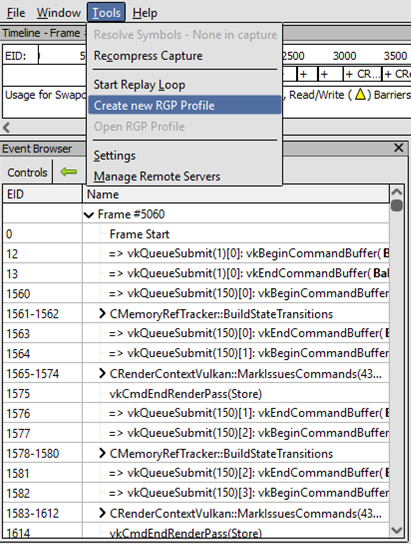 File Window Tools Help
Timeline - Frame
Resolve Symbols - None in capture
EID: 0 2500 3000 3500
Recompress Capture
+ + CR... + CR
Start Replay Loop
Usage for Swapc
Create new RGP Profile
, Read/Write ( ) Barriers
Open RGP Profile
Settings
Manage Remote Servers
Event Browser
Controls
EID Name
Frame #5060
0 Frame Start
12 => vkQueueSubmit(1)[0]: vkBeginCommandBuffer( Ba
13 => vkQueueSubmit(1)[0]: vkEndCommandBuffer( Bak
1560 => vkQueueSubmit(150)[0]: vkBeginCommandBuffer
1561-1562 CMemoryRefTracker::BuildStateTransitions
1563 => vkQueueSubmit(150)[0]: vkEndCommandBuffer(
1564 => vkQueueSubmit(150)[1]: vkBeginCommandBuffer
1565-1574 CRenderContextVulkan::MarkIssuesCommands(43...
1575 vkCmdEndRenderPass(Store)
1576 => vkQueueSubmit(150)[1]: vkEndCommandBuffer(
1577 => vkQueueSubmit(150)[2]: vkBeginCommandBuffer
1578-1580 CMemoryRefTracker::BuildStateTransitions
1581 => vkQueueSubmit(150)[2]: vkEndCommandBuffer(
1582 => vkQueueSubmit(150)[3]: vkBeginCommandBuffer
1583-1612 CRenderContextVulkan::MarkIssuesCommands(43...
1614 vkCmdEndRenderPass(Store)